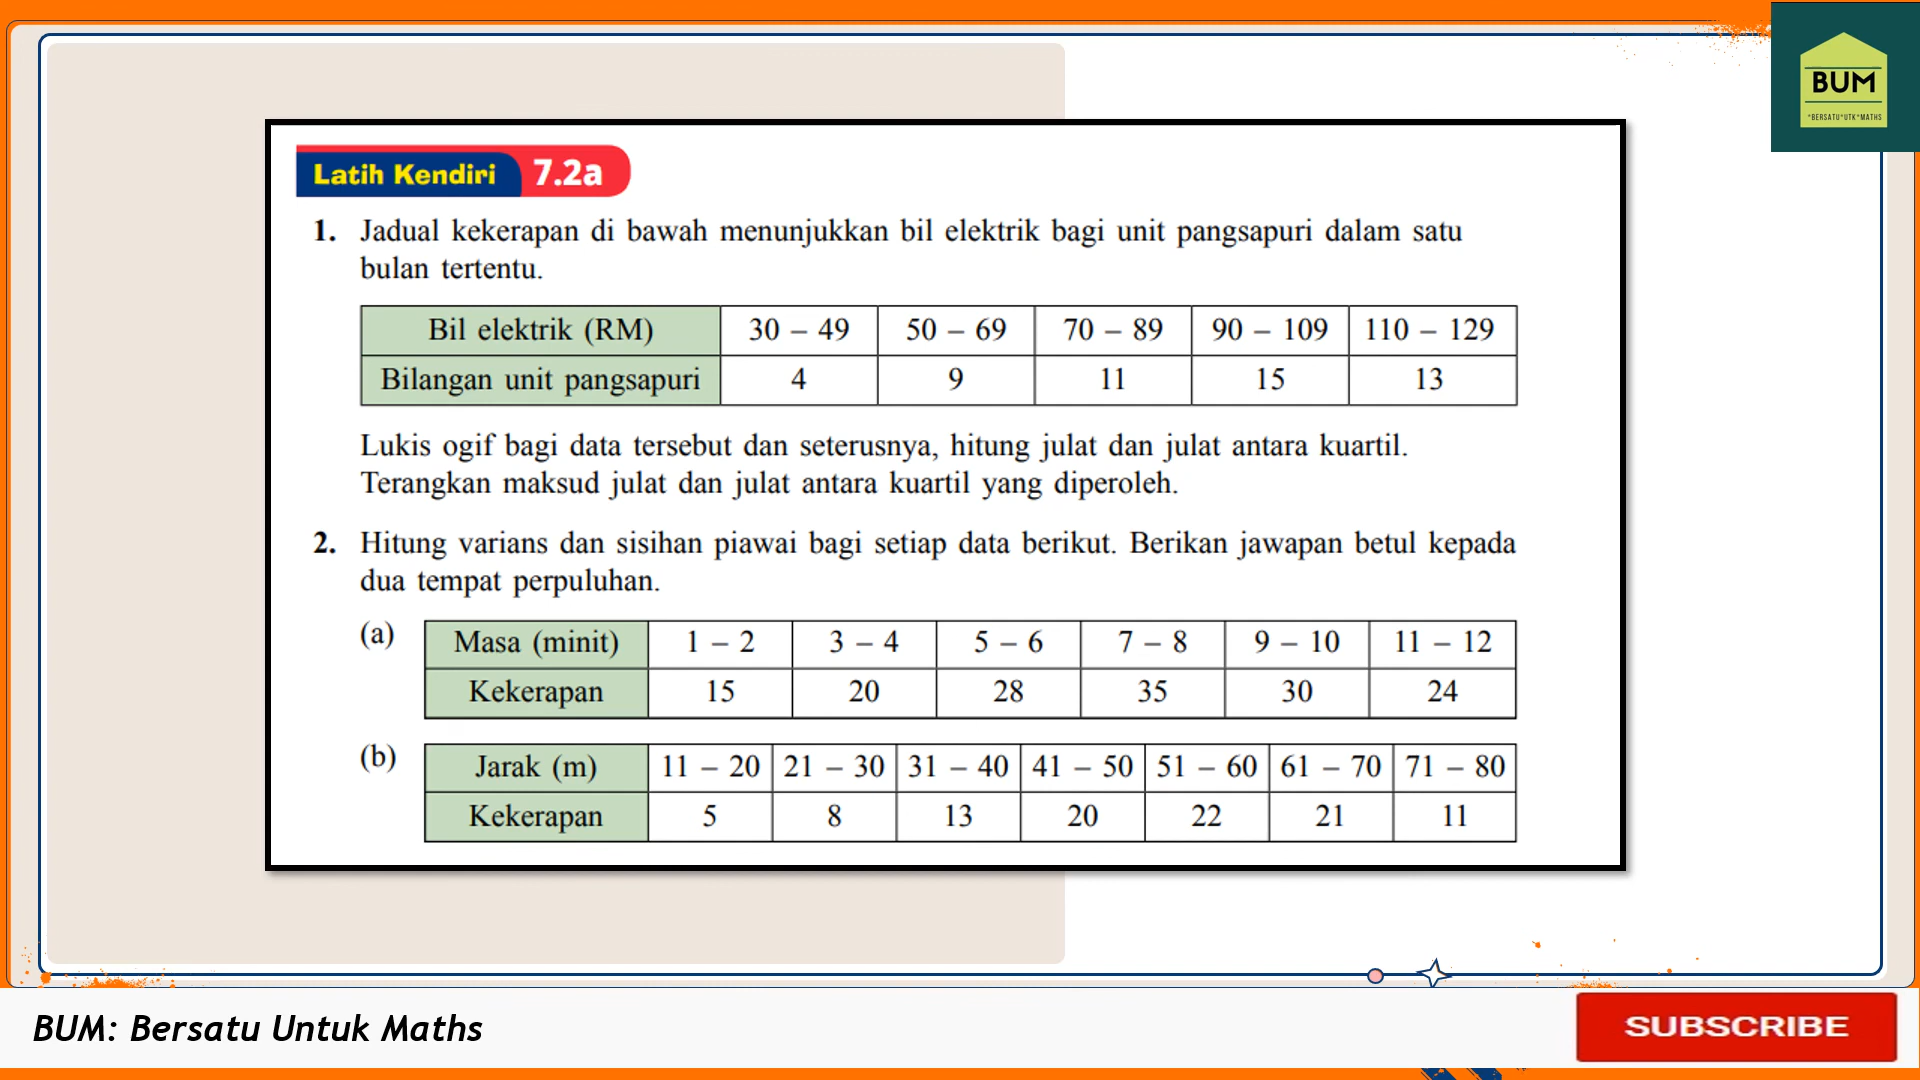 BUM
*BERSATU*UTK*MATHS
Latih Kendiri 7.2a
1. Jadual kekerapan di bawah menunjukkan bil elektrik bagi unit pangsapuri dalam satu
bulan tertentu.
Bil elektrik (RM) 30 – 49 50 – 69 70 – 89 90 – 109 110 – 129
Bilangan unit pangsapuri 4 9 11 15 13
Lukis ogif bagi data tersebut dan seterusnya, hitung julat dan julat antara kuartil.
Terangkan maksud julat dan julat antara kuartil yang diperoleh.
2. Hitung varians dan sisihan piawai bagi setiap data berikut. Berikan jawapan betul kepada
dua tempat perpuluhan.
(a) Masa (minit) 1 – 2 3 – 4 5 – 6 7 – 8 9 – 10 11 – 12
Kekerapan 15 20 28 35 30 24
(b) Jarak (m) 11 – 20 21 – 30 31 – 40 41 – 50 51 – 60 61 – 70 71 – 80
Kekerapan 5 8 13 20 22 21 11
BUM: Bersatu Untuk Maths
SUBSCRIBE